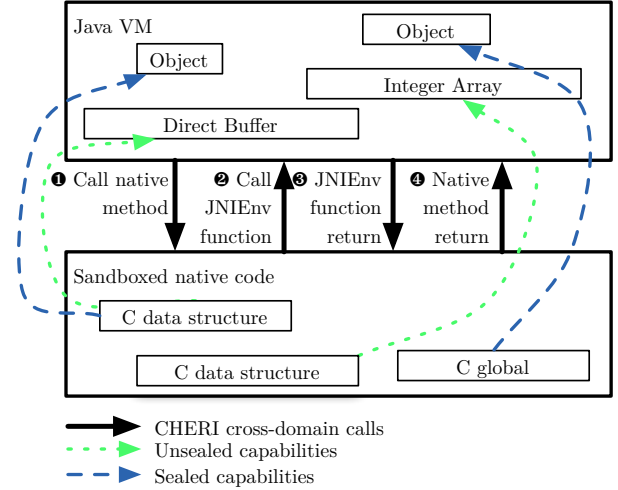 Java VM
Object
Object
Integer Array
Direct Buffer
❶ Call native
method
❷ Call
JNIEnv
function
❸ JNIEnv
function
return
❹ Native
method
return
Sandboxed native code
C data structure
C data structure
C global
CHERI cross-domain calls
Unsealed capabilities
Sealed capabilities